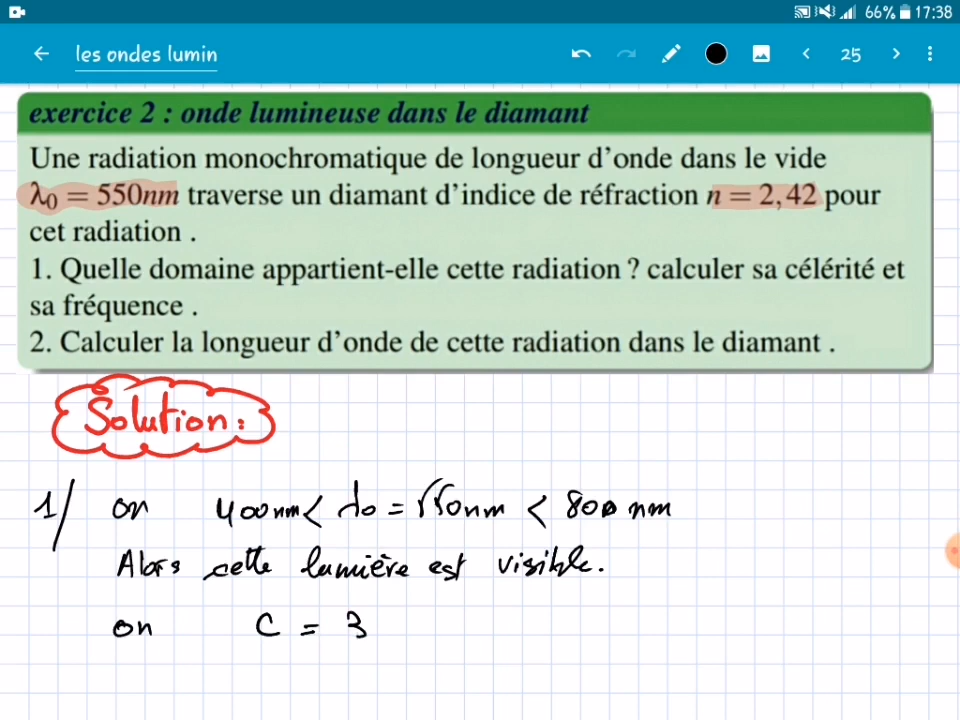 66% 17:38
les ondes lumin 25
exercice 2 : onde lumineuse dans le diamant
Une radiation monochromatique de longueur d'onde dans le vide
λ₀ = 550nm traverse un diamant d'indice de réfraction n = 2,42 pour
cet radiation .
1. Quelle domaine appartient-elle cette radiation ? calculer sa célérité et
sa fréquence .
2. Calculer la longueur d'onde de cette radiation dans le diamant .
Solution :
1/ on 400nm < λ₀ = 550nm < 800 nm
Alors cette lumière est visible.
on C = 3